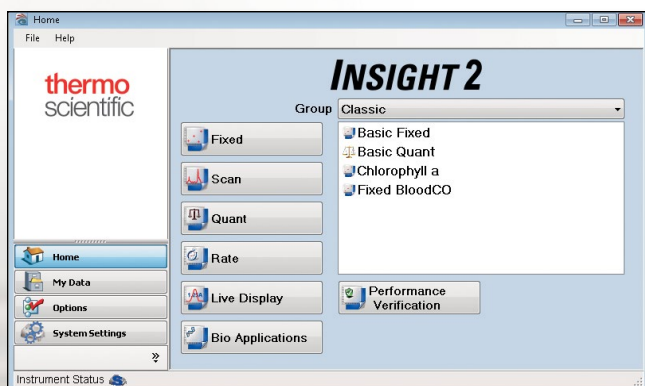 Home
File Help
thermo
scientific
INSIGHT 2
Group Classic
Fixed
Scan
Quant
Rate
Live Display
Bio Applications
Basic Fixed
Basic Quant
Chlorophyll a
Fixed BloodCO
Performance
Verification
Home
My Data
Options
System Settings
Instrument Status